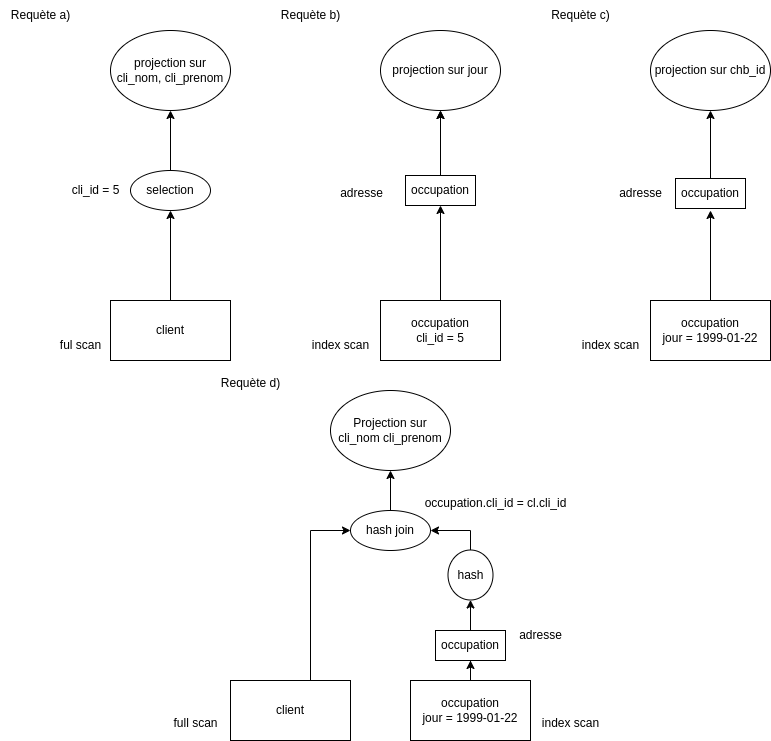 Requète a)
projection sur
cli_nom, cli_prenom
cli_id = 5
selection
client
ful scan
Requète b)
projection sur jour
adresse
occupation
occupation
cli_id = 5
index scan
Requète c)
projection sur chb_id
adresse
occupation
occupation
jour = 1999-01-22
index scan
Requète d)
Projection sur
cli_nom cli_prenom
occupation.cli_id = cl.cli_id
hash join
hash
occupation
adresse
client
full scan
occupation
jour = 1999-01-22
index scan